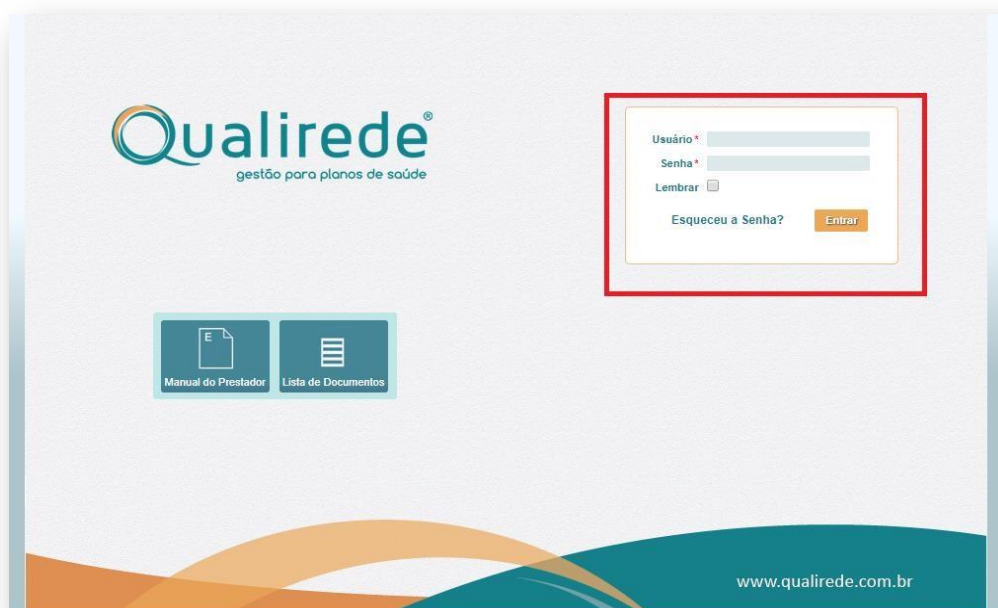 Qualirede®
gestão para planos de saúde
Usuário *
Senha *
Lembrar
Esqueceu a Senha? Entrar
E
Manual do Prestador Lista de Documentos
www.qualirede.com.br